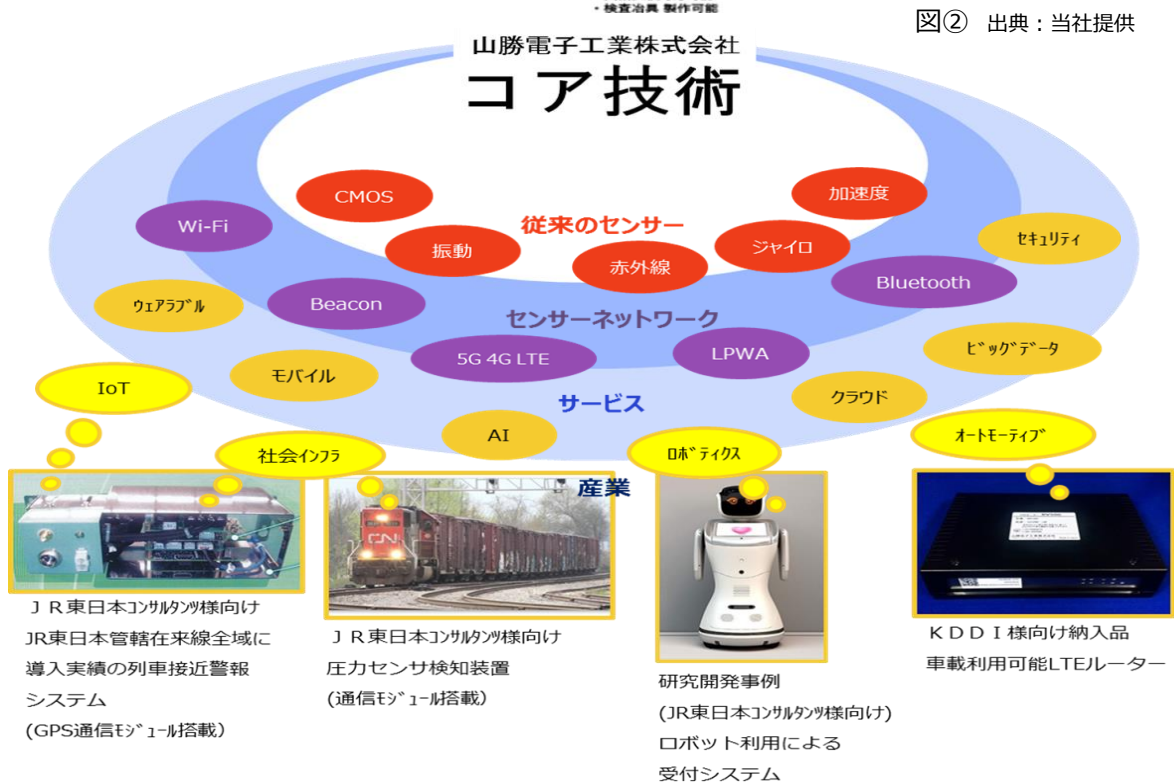 ・検査冶具 製作可能
図② 出典:当社提供
山勝電子工業株式会社
コア技術
CMOS
加速度
Wi-Fi
従来のセンサー
振動
ジャイロ
セキュリティ
赤外線
Bluetooth
ウェアラブル
Beacon
センサーネットワーク
5G 4G LTE
LPWA
ビッグデータ
IoT
モバイル
サービス
クラウド
AI
社会インフラ
ロボティクス
オートモーティブ
産業
CN
JR東日本コンサルタンツ様向け
JR東日本管轄在来線全域に
導入実績の列車接近警報
システム
(GPS通信モジュール搭載)
JR東日本コンサルタンツ様向け
圧力センサ検知装置
(通信モジュール搭載)
研究開発事例
(JR東日本コンサルタンツ様向け)
ロボット利用による
受付システム
KDDI様向け納入品
車載利用可能LTEルーター